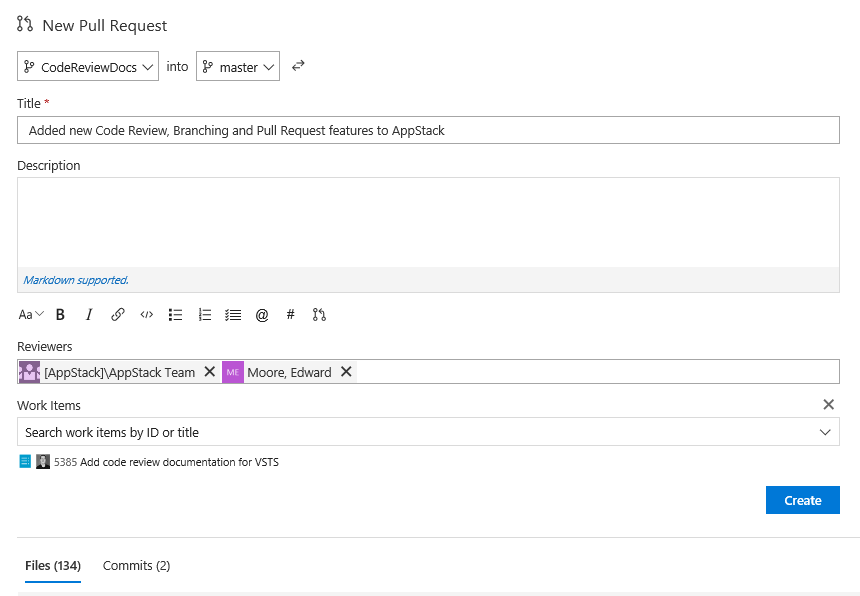 New Pull Request
CodeReviewDocs into master
Title *
Added new Code Review, Branching and Pull Request features to AppStack
Description
Markdown supported.
Aa B I </> @ #
Reviewers
[AppStack]\AppStack Team ME Moore, Edward
Work Items
Search work items by ID or title
5385 Add code review documentation for VSTS
Create
Files (134) Commits (2)